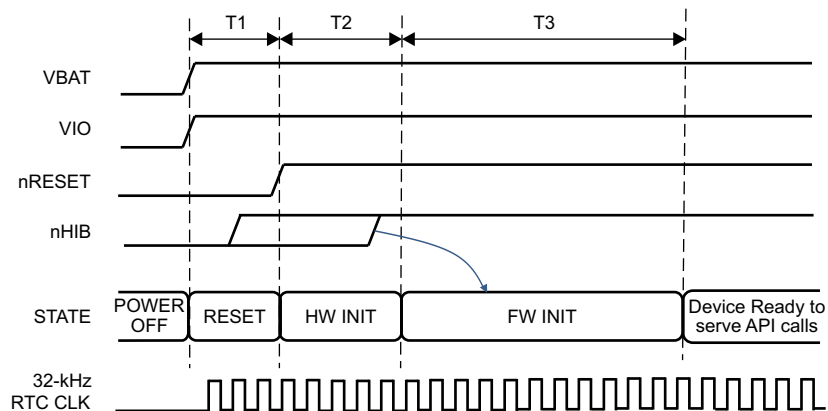 T1 T2 T3
VBAT
VIO
nRESET
nHIB
STATE
POWER
OFF
RESET
HW INIT
FW INIT
Device Ready to
serve API calls
32-kHz
RTC CLK